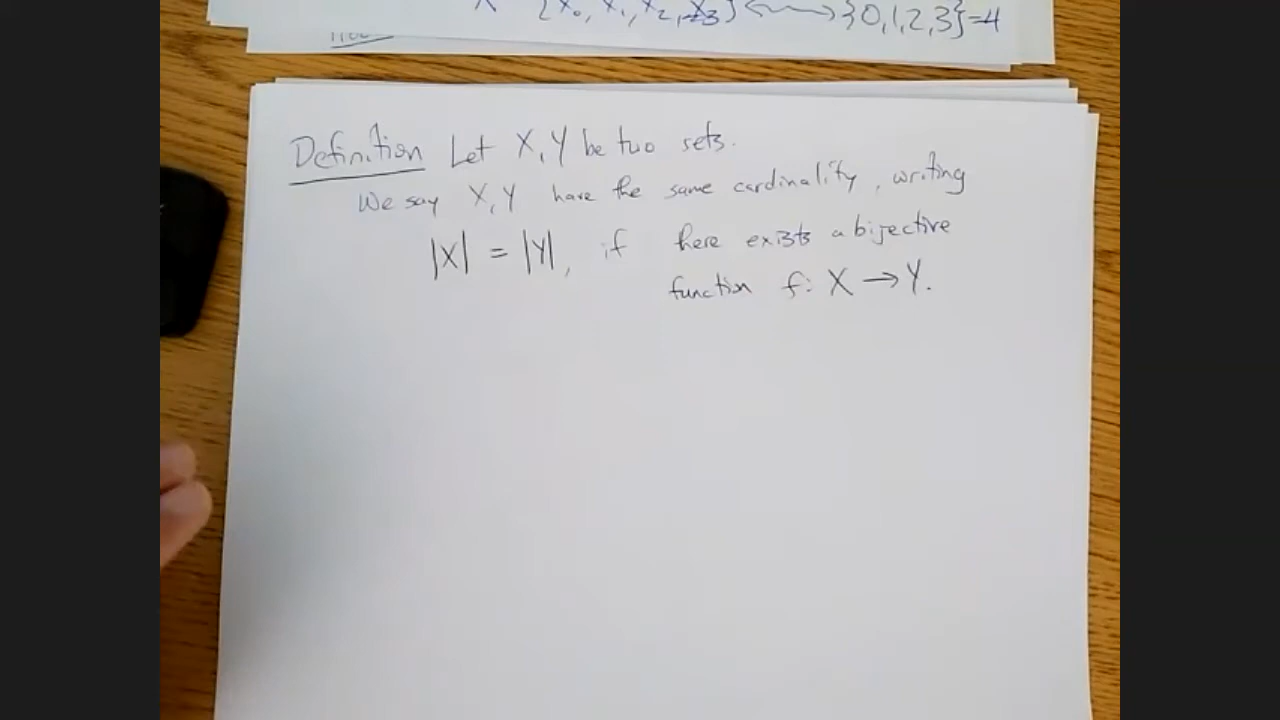 X = {x₀, x₁, x₂, x₃} ⟷ {0,1,2,3}=4
Definition Let X, Y be two sets.
We say X, Y have the same cardinality, writing
|X| = |Y|, if here exists a bijective
function f: X → Y.